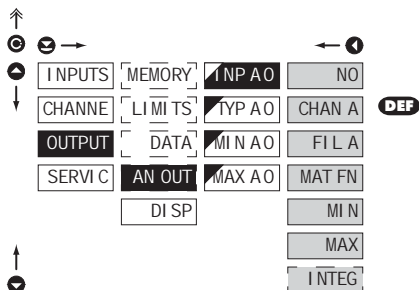 INPUTS MEMORY INP AO NO
CHANNE LIMITS TYP AO CHAN A DEF
OUTPUT DATA MIN AO FIL A
SERVIC AN OUT MAX AO MAT FN
DISP MIN
MAX
INTEG